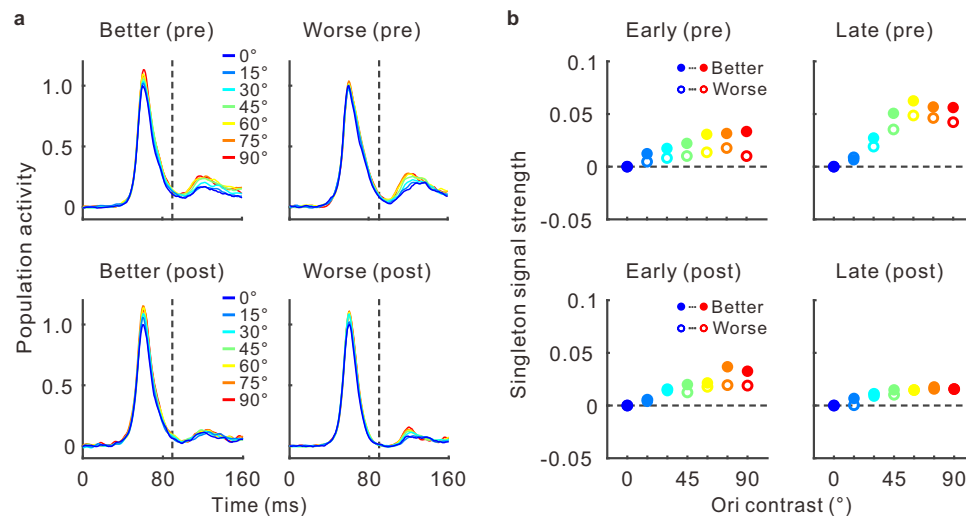 a
Better (pre)
Worse (pre)
0°
15°
30°
45°
60°
75°
90°
1.0
0.5
0
Better (post)
Worse (post)
0°
15°
30°
45°
60°
75°
90°
1.0
0.5
0
0
160
0
160
Population activity
Time (ms)
b
Early (pre)
Late (pre)
0.1
0.05
0
-0.05
Better
Worse
Early (post)
Late (post)
0.1
0.05
0
-0.05
Better
Worse
0
45
90
0
45
90
Singleton signal strength
Ori contrast (°)